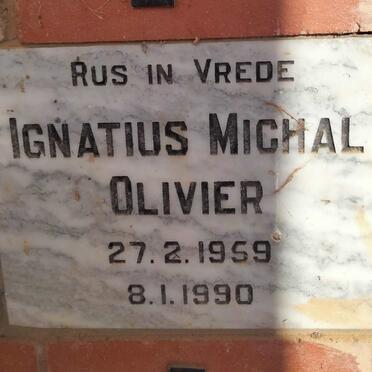 RUS IN VREDE
IGNATIUS MICHAL
OLIVIER
27.2.1959
8.1.1990